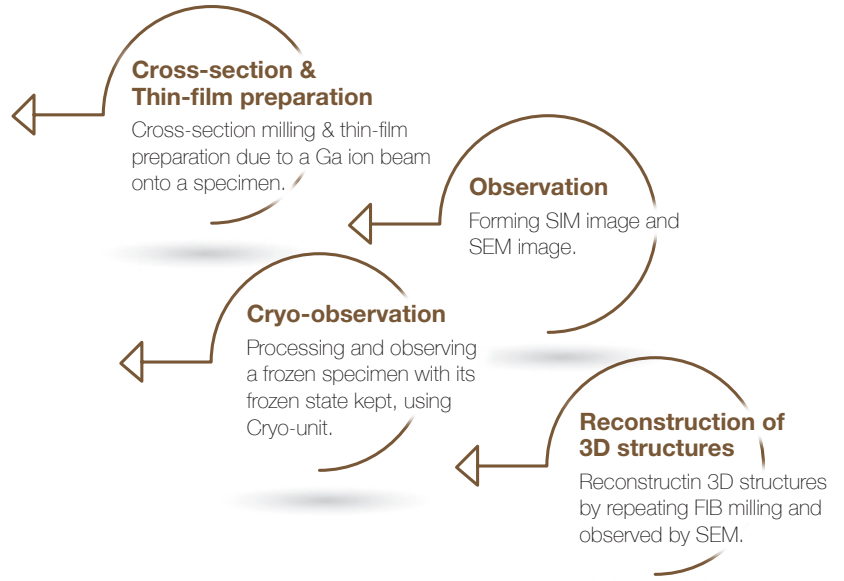 Cross-section &
Thin-film preparation
Cross-section milling & thin-film
preparation due to a Ga ion beam
onto a specimen.
Observation
Forming SIM image and
SEM image.
Cryo-observation
Processing and observing
a frozen specimen with its
frozen state kept, using
Cryo-unit.
Reconstruction of
3D structures
Reconstructin 3D structures
by repeating FIB milling and
observed by SEM.